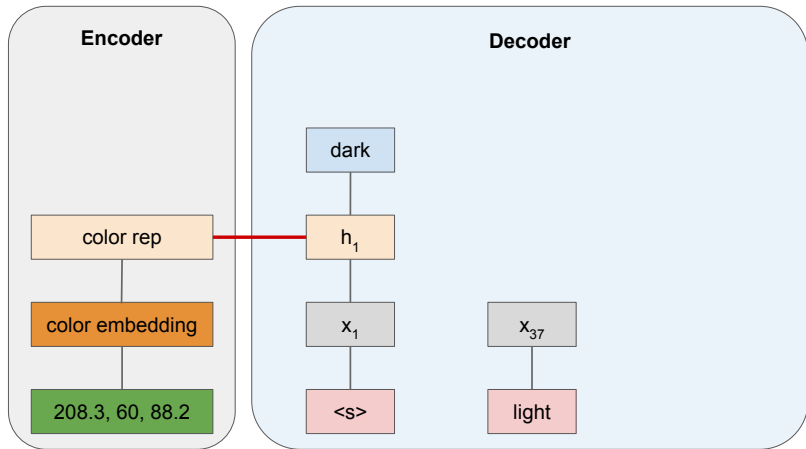 Encoder
Decoder
dark
color rep
h1
color embedding
x1
x37
208.3, 60, 88.2
<s>
light